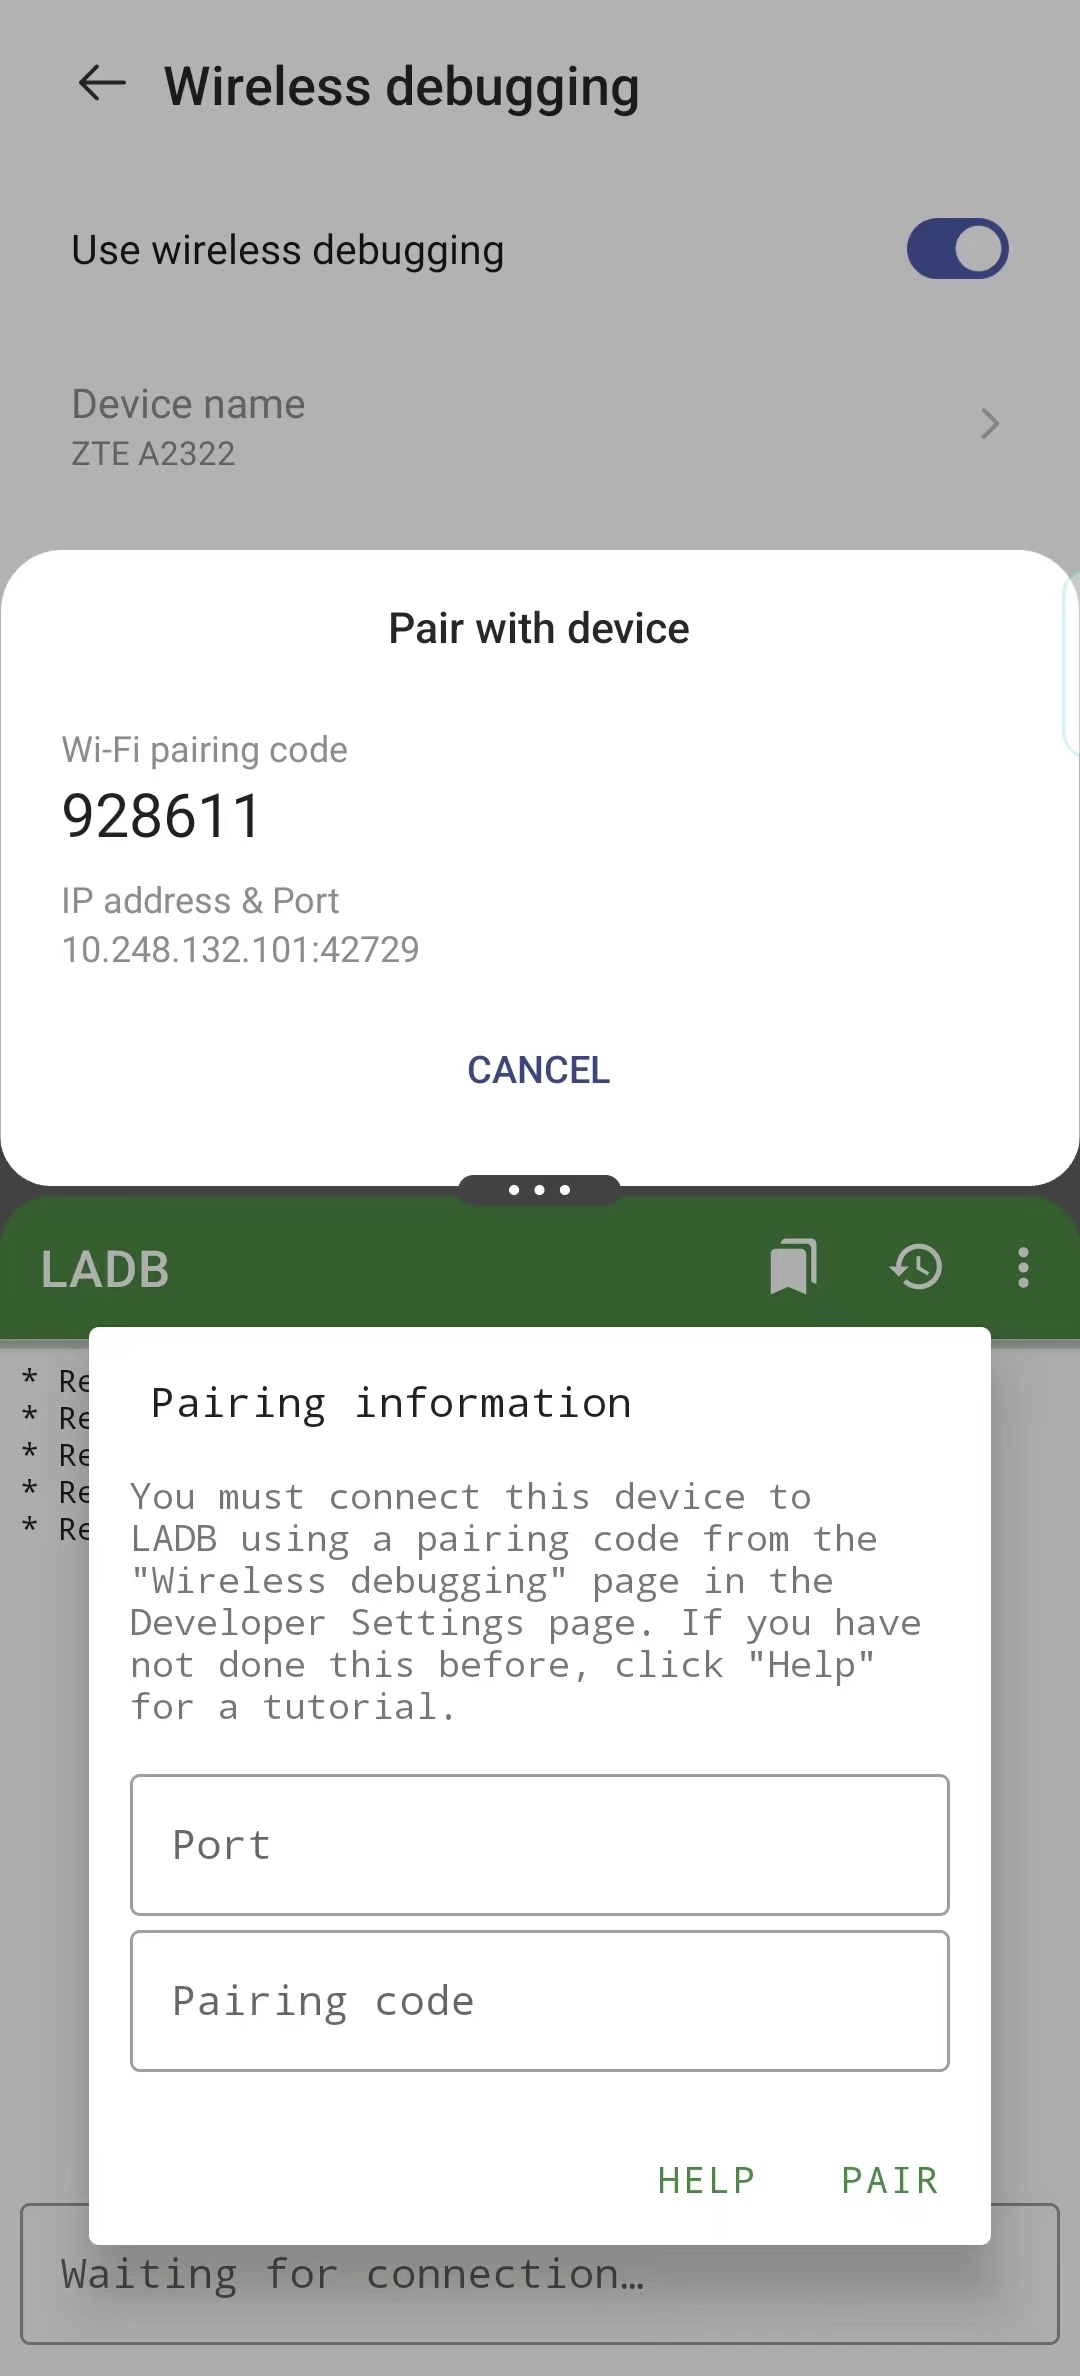 Wireless debugging
Use wireless debugging
Device name
ZTE A2322
Pair with device
Wi-Fi pairing code
928611
IP address & Port
10.248.132.101:42729
CANCEL
LADB
* Re
* Re
* Re
* Re
* Re
Pairing information
You must connect this device to
LADB using a pairing code from the
"Wireless debugging" page in the
Developer Settings page. If you have
not done this before, click "Help"
for a tutorial.
Port
Pairing code
HELP PAIR
Waiting for connection…